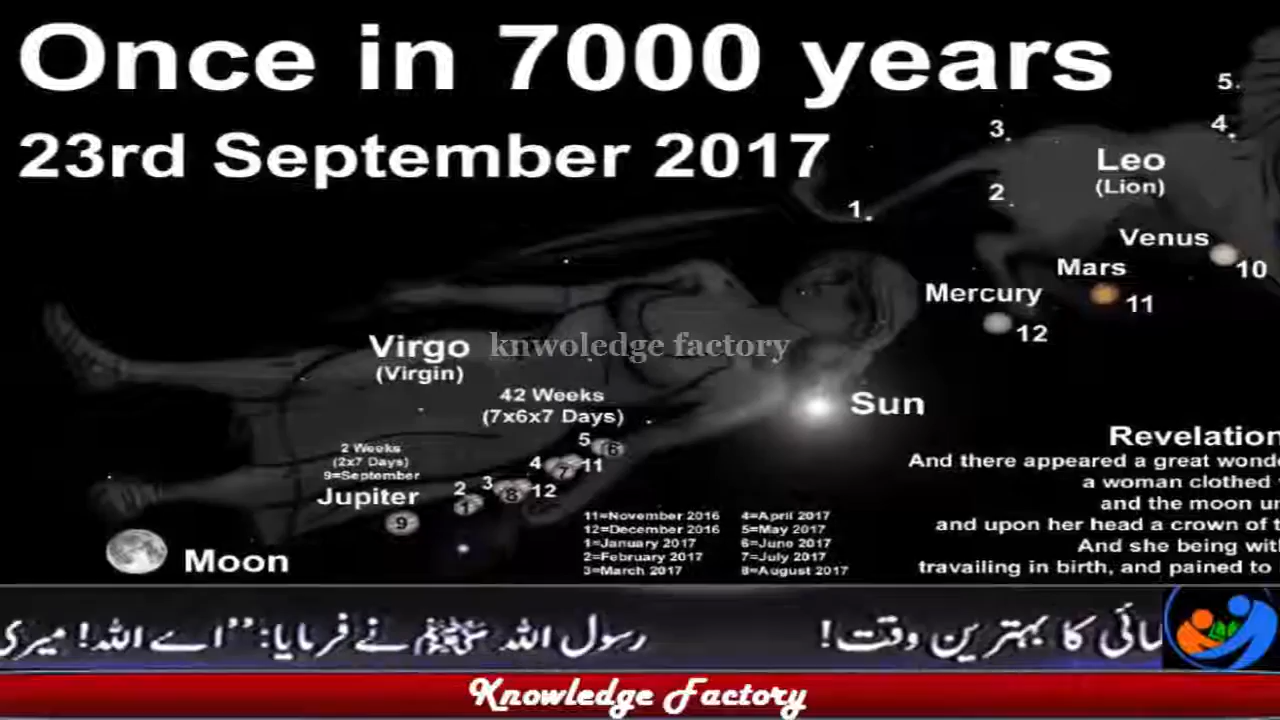 Once in 7000 years
23rd September 2017
5.
4.
3.
Leo
(Lion)
2.
1.
Venus
10
Mars
11
Mercury
12
Virgo
(Virgin)
knwoledge factory
42 Weeks
(7x6x7 Days)
Sun
5
6
4
7
11
2 Weeks
(2x7 Days)
9=September
Jupiter
9
2
1
3
8
12
Moon
11=November 2016
12=December 2016
1=January 2017
2=February 2017
3=March 2017
4=April 2017
5=May 2017
6=June 2017
7=July 2017
8=August 2017
Revelation
And there appeared a great
a woman clothed
and the moon
and upon her head a crown of
And she being
travailing in birth, and pained to
کا بہترین وقت!
رسول اللہ ﷺ نے فرمایا:”اے اللہ! میری
Knowledge Factory